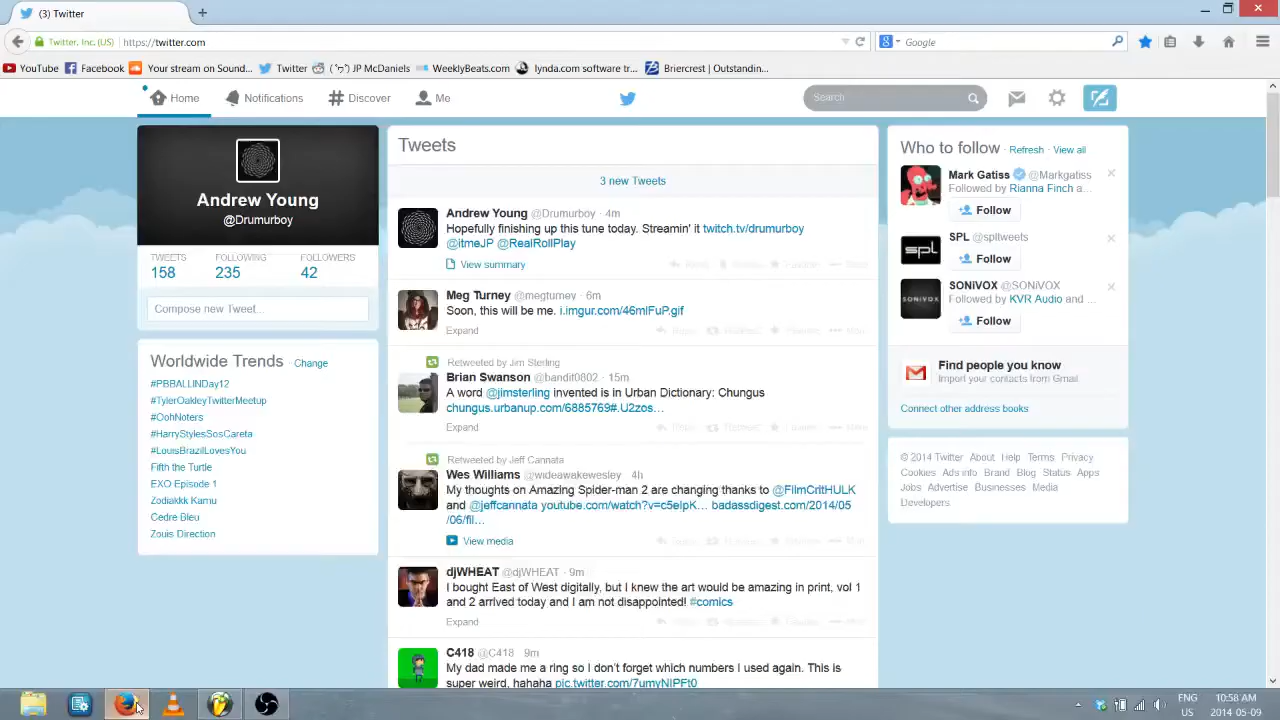 (3) Twitter
Twitter, Inc. (US)
https://twitter.com
Google
YouTube
Facebook
Your stream on Sound...
Twitter
JP McDaniels
WeeklyBeats.com
lynda.com software tr...
Briercrest | Outstandin...
Home
Notifications
Discover
Me
Search
Andrew Young
@Drumurboy
TWEETS
FOLLOWING
FOLLOWERS
158
235
42
Compose new Tweet...
Worldwide Trends · Change
#PBBALLINDay12
#TylerOakleyTwitterMeetup
#OohNoters
#HarryStylesSosCareta
#LouisBrazilLovesYou
Fifth the Turtle
EXO Episode 1
Zodiakk Kamu
Cedre Bleu
Zouis Direction
Tweets
3 new Tweets
Andrew Young @Drumurboy · 4m
Hopefully finishing up this tune today. Streamin' it twitch.tv/drumurboy
@itmeJP @RealRollPlay
View summary
Meg Turney @megturney · 6m
Soon, this will be me. i.imgur.com/46mlFuP.gif
Expand
Retweeted by Jim Sterling
Brian Swanson @bandit0802 · 15m
A word @jimsterling invented is in Urban Dictionary: Chungus
chungus.urbanup.com/6885769#.U2zos...
Expand
Retweeted by Jeff Cannata
Wes Williams @wideawakewesley · 4h
My thoughts on Amazing Spider-man 2 are changing thanks to @FilmCritHULK
and @jeffcannata youtube.com/watch?v=c5eIpK... badassdigest.com/2014/05
/06/fil...
View media
djWHEAT @djWHEAT · 9m
I bought East of West digitally, but I knew the art would be amazing in print, vol 1
and 2 arrived today and I am not disappointed! #comics
Expand
C418 @C418 · 9m
My dad made me a ring so I don't forget which numbers I used again. This is
super weird, hahaha pic.twitter.com/7umyNIPFt0
Who to follow · Refresh · View all
Mark Gatiss @Markgatiss
Followed by Rianna Finch and ...
Follow
SPL @spltweets
Follow
SONiVOX @SONiVOX
Followed by KVR Audio and ...
Follow
Find people you know
Import your contacts from Gmail
Connect other address books
© 2014 Twitter About Help Terms Privacy
Cookies Ads info Brand Blog Status Apps
Jobs Advertise Businesses Media
Developers
ENG
US
10:58 AM
2014-05-09